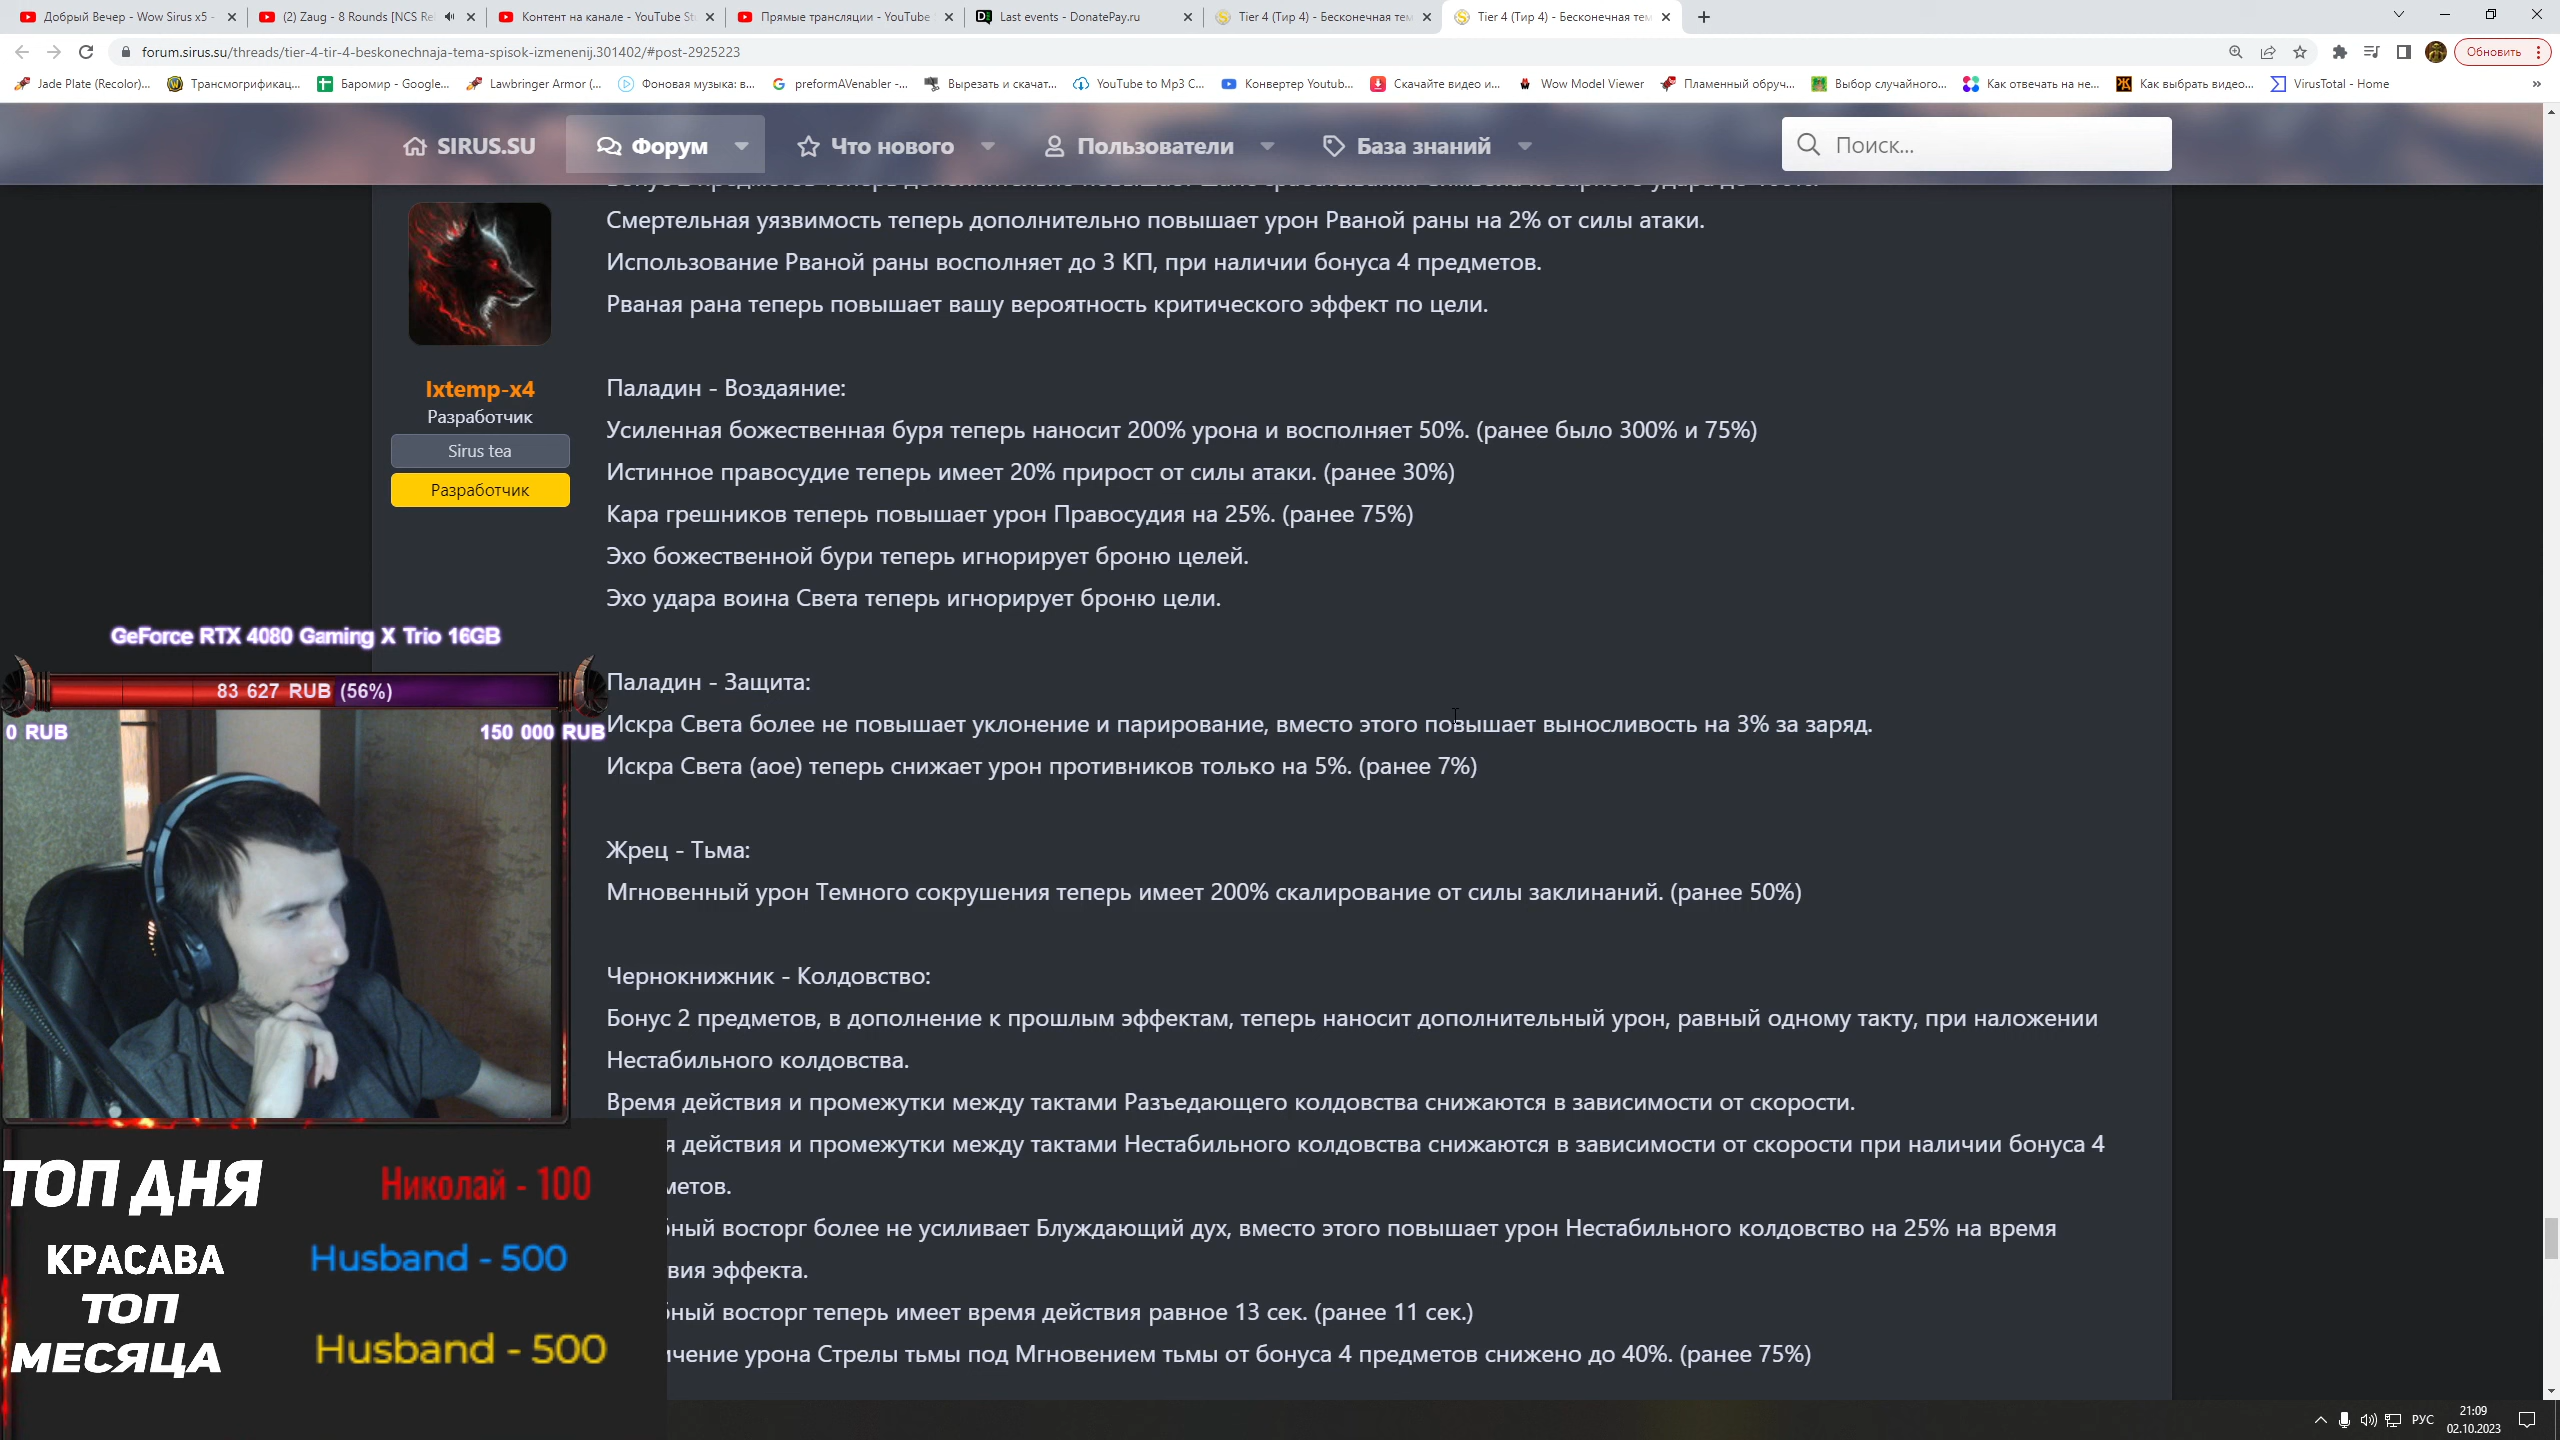 Добрый Вечер - Wow Sirus x5 -
(2) Zaug - 8 Rounds [NCS Re
Контент на канале - YouTube St
Прямые трансляции - YouTube
Last events - DonatePay.ru
Tier 4 (Тир 4) - Бесконечная тем
Tier 4 (Тир 4) - Бесконечная тем
forum.sirus.su/threads/tier-4-tir-4-beskonechnaja-tema-spisok-izmenenij.301402/#post-2925223
Обновить
Jade Plate (Recolor)...
Трансмогрификац...
Баромир - Google...
Lawbringer Armor (...
Фоновая музыка: в...
preformAVenabler -...
Вырезать и скачат...
YouTube to Mp3 C...
Конвертер Youtub...
Скачайте видео и...
Wow Model Viewer
Пламенный обруч...
Выбор случайного...
Как отвечать на не...
Как выбрать видео...
VirusTotal - Home
»
SIRUS.SU
Форум
Что нового
Пользователи
База знаний
Поиск...
Смертельная уязвимость теперь дополнительно повышает урон Рваной раны на 2% от силы атаки.
Использование Рваной раны восполняет до 3 КП, при наличии бонуса 4 предметов.
Рваная рана теперь повышает вашу вероятность критического эффект по цели.
Ixtemp-x4
Разработчик
Sirus tea
Разработчик
Паладин - Воздаяние:
Усиленная божественная буря теперь наносит 200% урона и восполняет 50%. (ранее было 300% и 75%)
Истинное правосудие теперь имеет 20% прирост от силы атаки. (ранее 30%)
Кара грешников теперь повышает урон Правосудия на 25%. (ранее 75%)
Эхо божественной бури теперь игнорирует броню целей.
Эхо удара воина Света теперь игнорирует броню цели.
GeForce RTX 4080 Gaming X Trio 16GB
83 627 RUB (56%)
0 RUB
150 000 RUB
Паладин - Защита:
Искра Света более не повышает уклонение и парирование, вместо этого повышает выносливость на 3% за заряд.
Искра Света (аое) теперь снижает урон противников только на 5%. (ранее 7%)
Жрец - Тьма:
Мгновенный урон Темного сокрушения теперь имеет 200% скалирование от силы заклинаний. (ранее 50%)
Чернокнижник - Колдовство:
Бонус 2 предметов, в дополнение к прошлым эффектам, теперь наносит дополнительный урон, равный одному такту, при наложении
Нестабильного колдовства.
Время действия и промежутки между тактами Разъедающего колдовства снижаются в зависимости от скорости.
я действия и промежутки между тактами Нестабильного колдовства снижаются в зависимости от скорости при наличии бонуса 4
метов.
ный восторг более не усиливает Блуждающий дух, вместо этого повышает урон Нестабильного колдовство на 25% на время
вия эффекта.
ный восторг теперь имеет время действия равное 13 сек. (ранее 11 сек.)
чение урона Стрелы тьмы под Мгновением тьмы от бонуса 4 предметов снижено до 40%. (ранее 75%)
ТОП ДНЯ
Николай - 100
КРАСАВА
Husband - 500
ТОП
МЕСЯЦА
Husband - 500
РУС
21:09
02.10.2023